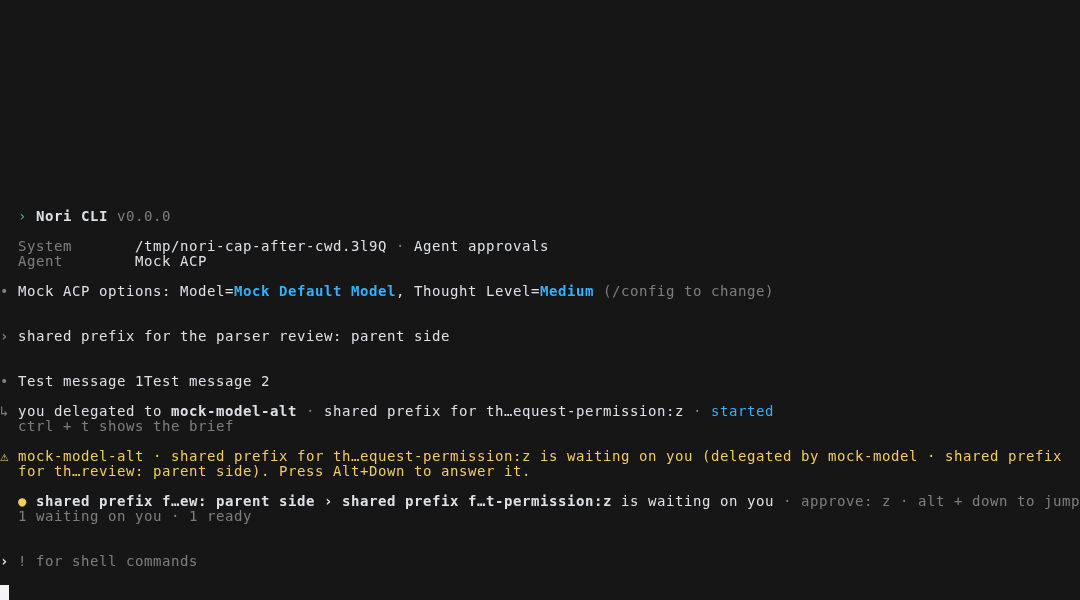 › Nori CLI v0.0.0
System /tmp/nori-cap-after-cwd.3l9Q · Agent approvals
Agent Mock ACP
• Mock ACP options: Model=Mock Default Model, Thought Level=Medium (/config to change)
› shared prefix for the parser review: parent side
• Test message 1Test message 2
↳ you delegated to mock-model-alt · shared prefix for th…equest-permission:z · started
ctrl + t shows the brief
⚠ mock-model-alt · shared prefix for th…equest-permission:z is waiting on you (delegated by mock-model · shared prefix
for th…review: parent side). Press Alt+Down to answer it.
● shared prefix f…ew: parent side › shared prefix f…t-permission:z is waiting on you · approve: z · alt + down to jump
1 waiting on you · 1 ready
› ! for shell commands